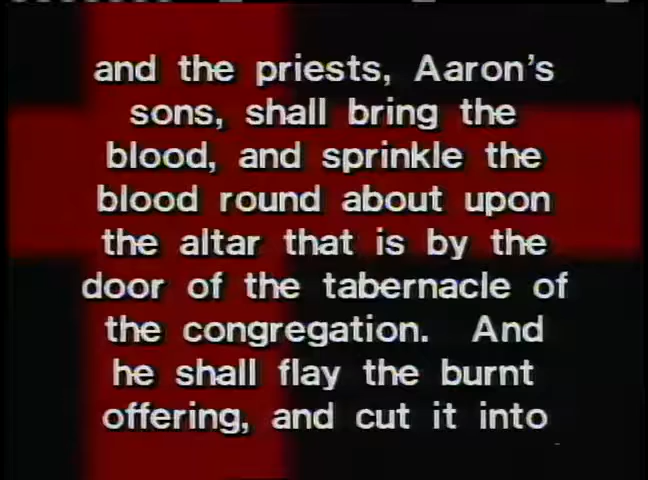 and the priests, Aaron's
sons, shall bring the
blood, and sprinkle the
blood round about upon
the altar that is by the
door of the tabernacle of
the congregation. And
he shall flay the burnt
offering, and cut it into